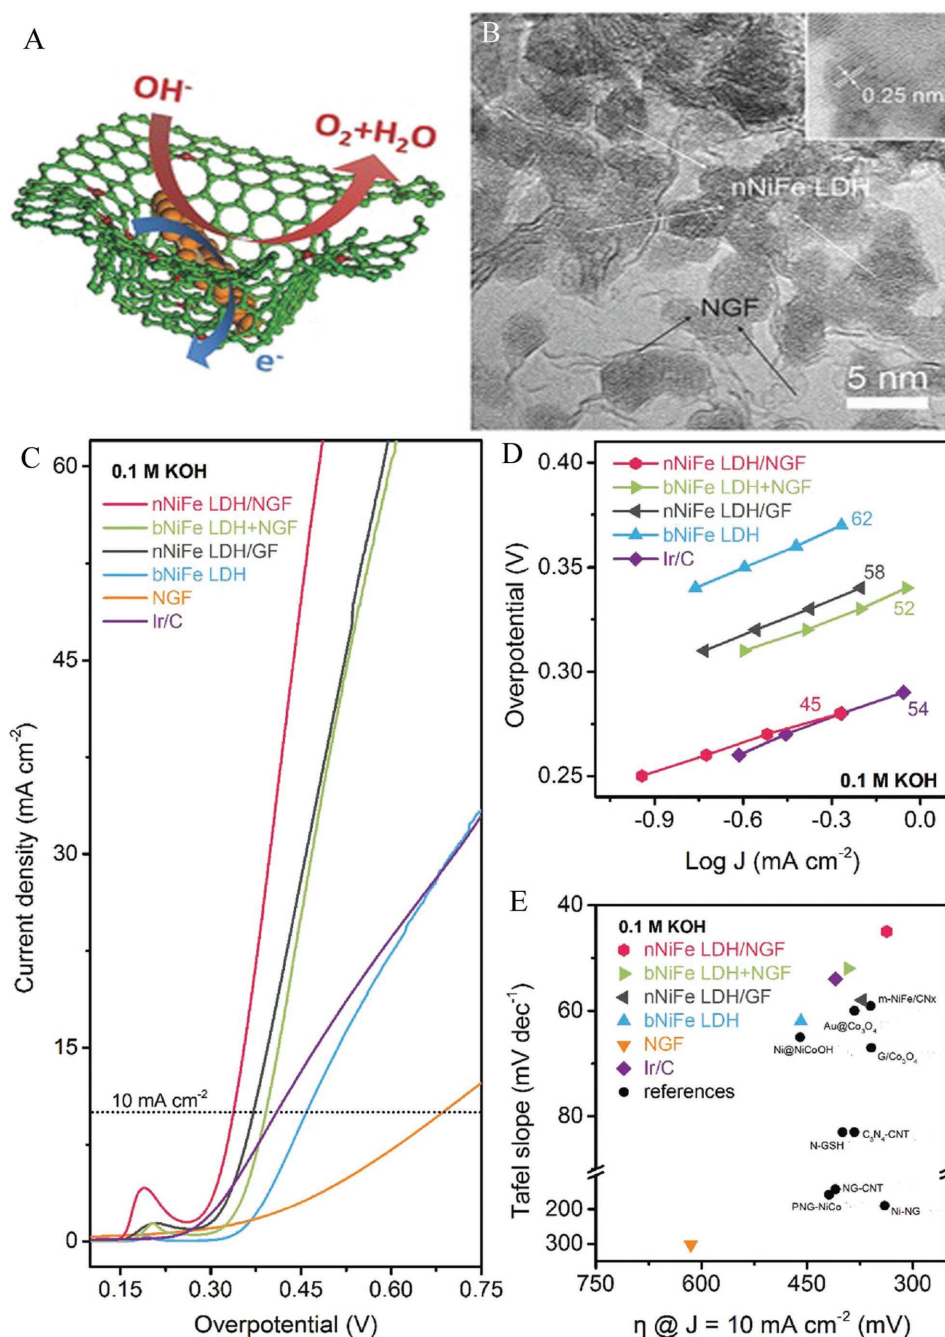 A
OH-
O2+H2O
e-
B
0.25 nm
nNiFe LDH
NGF
5 nm
C
0.1 M KOH
nNiFe LDH/NGF
bNiFe LDH+NGF
nNiFe LDH/GF
bNiFe LDH
NGF
Ir/C
10 mA cm-2
60
45
30
15
0
0.15
0.30
0.45
0.60
0.75
Current density (mA cm-2)
Overpotential (V)
D
nNiFe LDH/NGF
bNiFe LDH+NGF
nNiFe LDH/GF
bNiFe LDH
Ir/C
62
58
52
45
54
0.1 M KOH
0.40
0.35
0.30
0.25
-0.9
-0.6
-0.3
0.0
Overpotential (V)
Log J (mA cm-2)
E
0.1 M KOH
nNiFe LDH/NGF
bNiFe LDH+NGF
nNiFe LDH/GF
bNiFe LDH
NGF
Ir/C
references
m-NiFe/CNx
Au@Co3O4
Ni@NiCoOH
G/Co3O4
N-GSH
C3N4-CNT
NG-CNT
PNG-NiCo
Ni-NG
40
60
80
200
300
750
600
450
300
Tafel slope (mV dec-1)
η @ J = 10 mA cm-2 (mV)